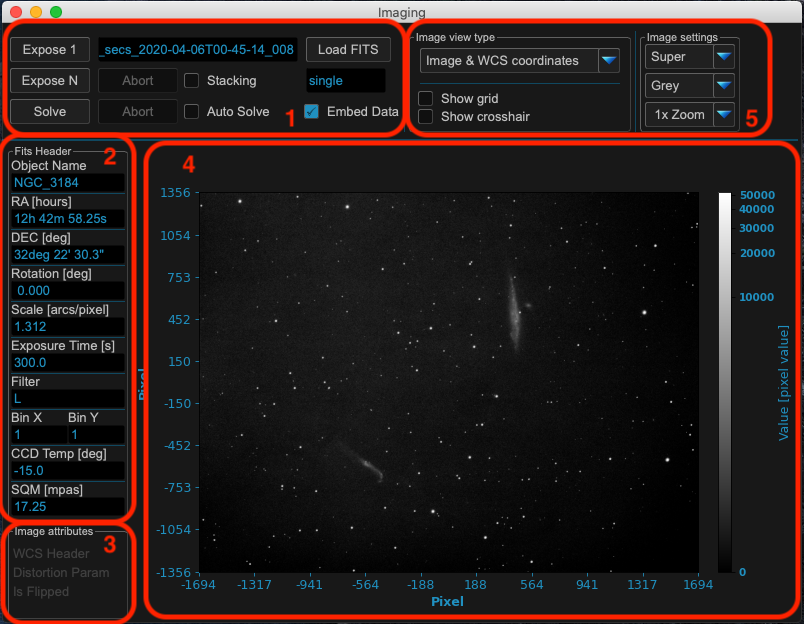 Imaging
Expose 1
_secs_2020-04-06T00-45-14_008
Load FITS
Expose N
Abort
Stacking
single
Solve
Abort
Auto Solve
1
Embed Data
Image view type
Image & WCS coordinates
Show grid
Show crosshair
Image settings
Super
Grey
1x Zoom
5
Fits Header
2
Object Name
NGC_3184
RA [hours]
12h 42m 58.25s
DEC [deg]
32deg 22' 30.3"
Rotation [deg]
0.000
Scale [arcs/pixel]
1.312
Exposure Time [s]
300.0
Filter
L
Bin X Bin Y
1 1
CCD Temp [deg]
-15.0
SQM [mpas]
17.25
Image attributes
3
WCS Header
Distortion Param
Is Flipped
4
1356
1054
753
452
150
-150
-452
-753
-1054
-1356
Pixel
-1694 -1317 -941 -564 -188 188 564 941 1317 1694
Pixel
50000
40000
30000
20000
10000
0
Value [pixel value]